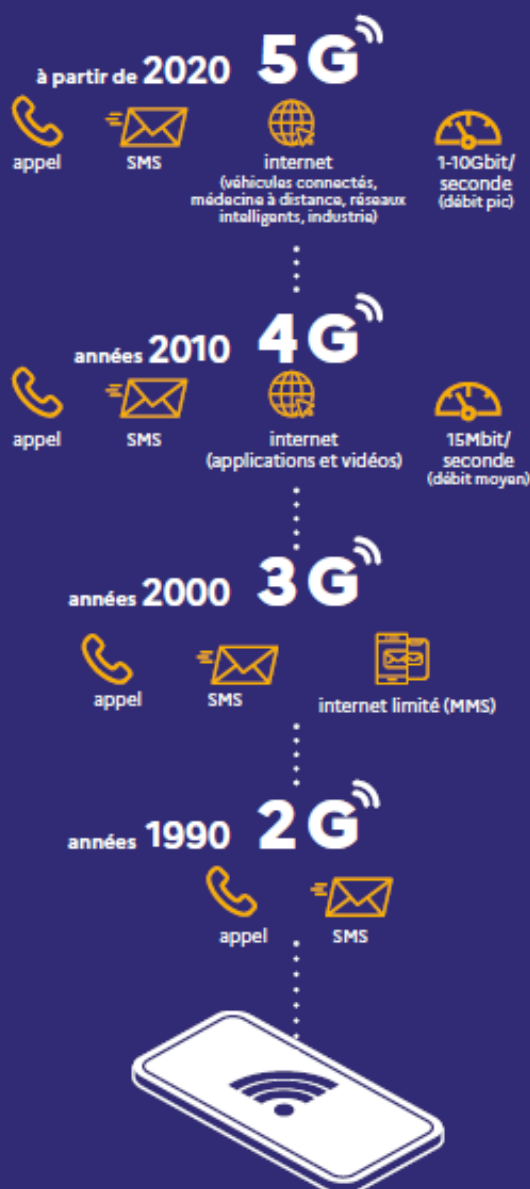 à partir de 2020 5G
appel
SMS
internet
(véhicules connectés,
médecine à distance, réseaux
intelligents, industrie)
1-10Gbit/
seconde
(débit pic)
années 2010 4G
appel
SMS
internet
(applications et vidéos)
15Mbit/
seconde
(débit moyen)
années 2000 3G
appel
SMS
internet limité (MMS)
années 1990 2G
appel
SMS